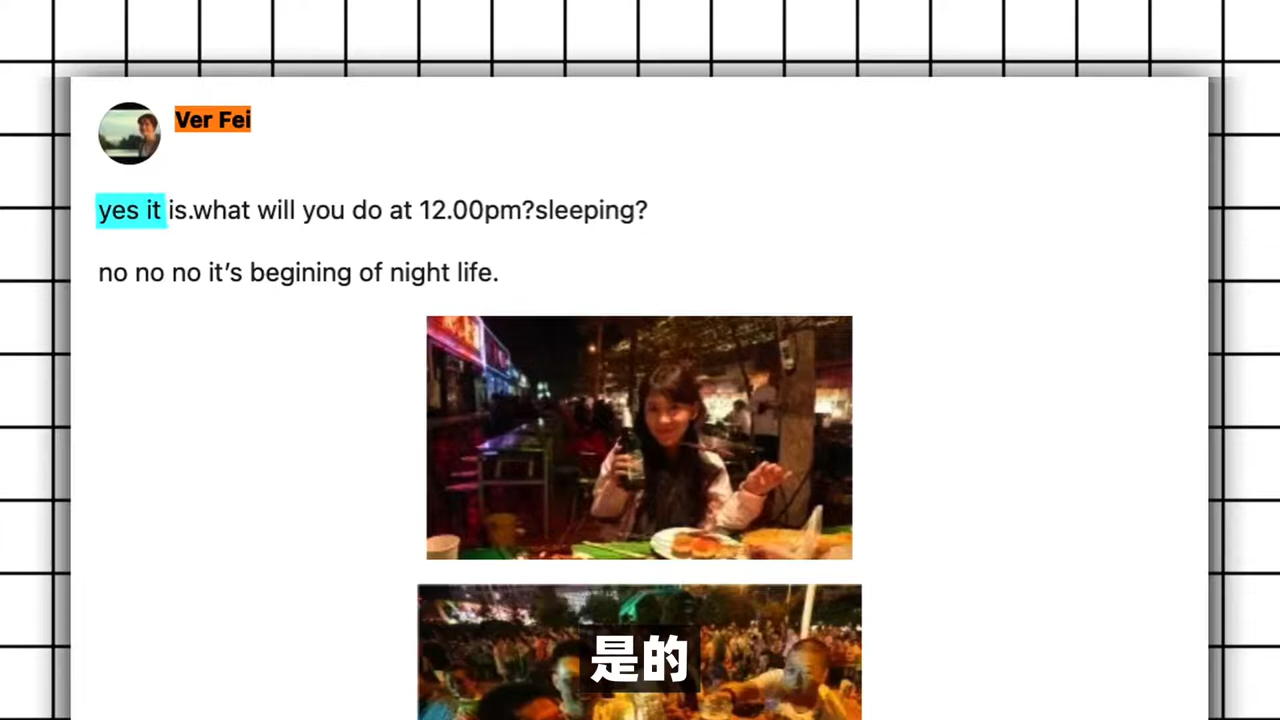 Ver Fei
yes it is.what will you do at 12.00pm?sleeping?
no no no it’s begining of night life.
是的